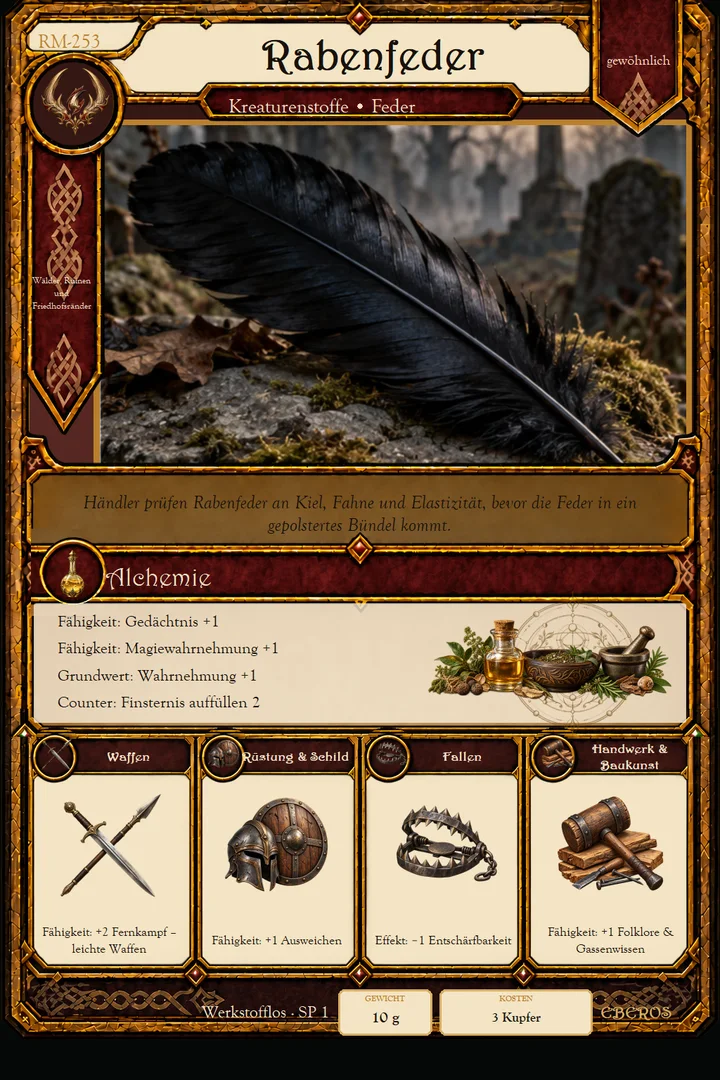 RM-253
Rabenfeder
gewöhnlich
Kreaturenstoffe • Feder
Wälder, Ruinen
und
Friedhofsränder
Händler prüfen Rabenfeder an Kiel, Fahne und Elastizität, bevor die Feder in ein
gepolstertes Bündel kommt.
Alchemie
Fähigkeit: Gedächtnis +1
Fähigkeit: Magiewahrnehmung +1
Grundwert: Wahrnehmung +1
Counter: Finsternis auffüllen 2
Waffen
Fähigkeit: +2 Fernkampf –
leichte Waffen
Rüstung & Schild
Fähigkeit: +1 Ausweichen
Fallen
Effekt: −1 Entschärfbarkeit
Handwerk &
Baukunst
Fähigkeit: +1 Folklore &
Gassenwissen
Werkstofflos · SP 1
GEWICHT
10 g
KOSTEN
3 Kupfer
EBEROS